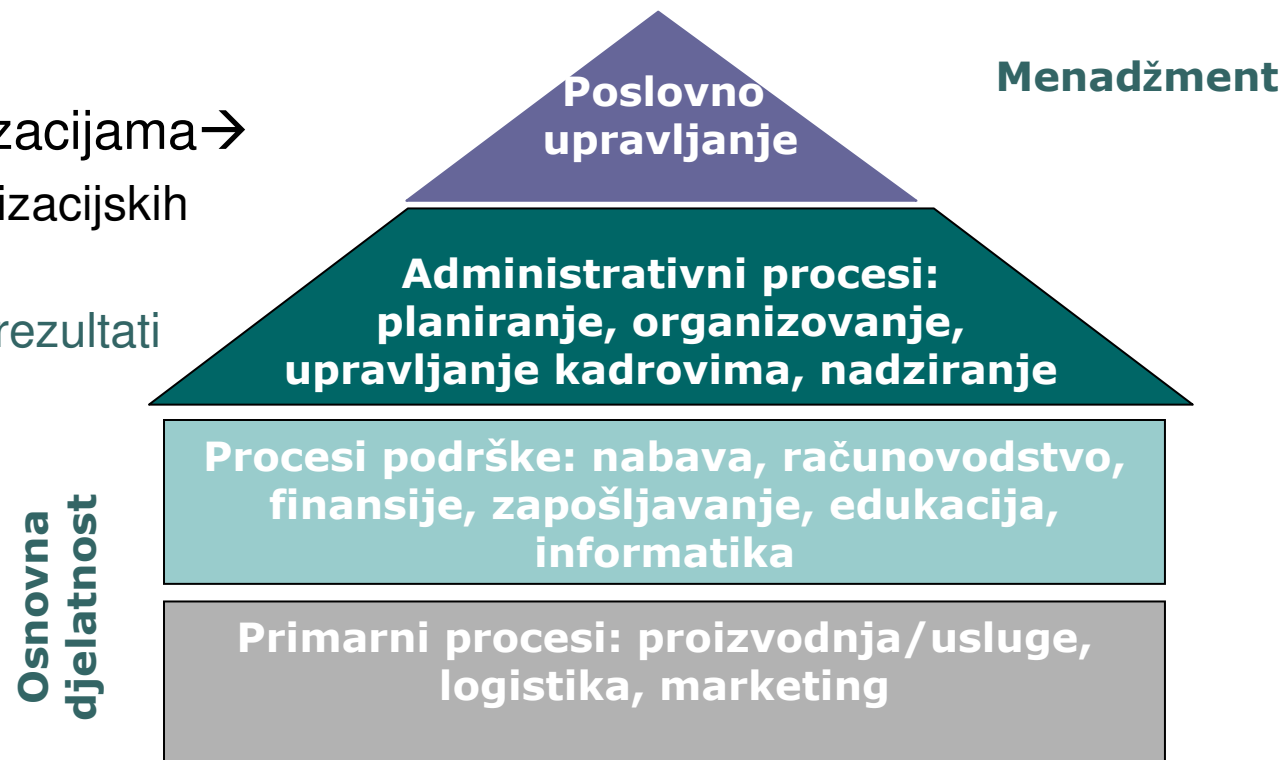 Menadžment
zacijama→
izacijskih
rezultati
Poslovno
upravljanje
Administrativni procesi:
planiranje, organizovanje,
upravljanje kadrovima, nadziranje
Procesi podrške: nabava, računovodstvo,
finansije, zapošljavanje, edukacija,
informatika
Osnovna
djelatnost
Primarni procesi: proizvodnja/usluge,
logistika, marketing